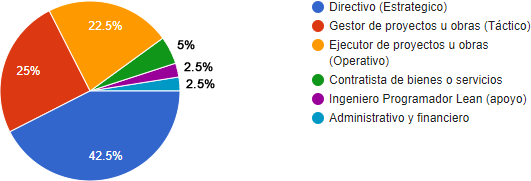 22.5%
5%
2.5%
2.5%
25%
42.5%
Directivo (Estrategico)
Gestor de proyectos u obras (Táctico)
Ejecutor de proyectos u obras
(Operativo)
Contratista de bienes o servicios
Ingeniero Programador Lean (apoyo)
Administrativo y financiero